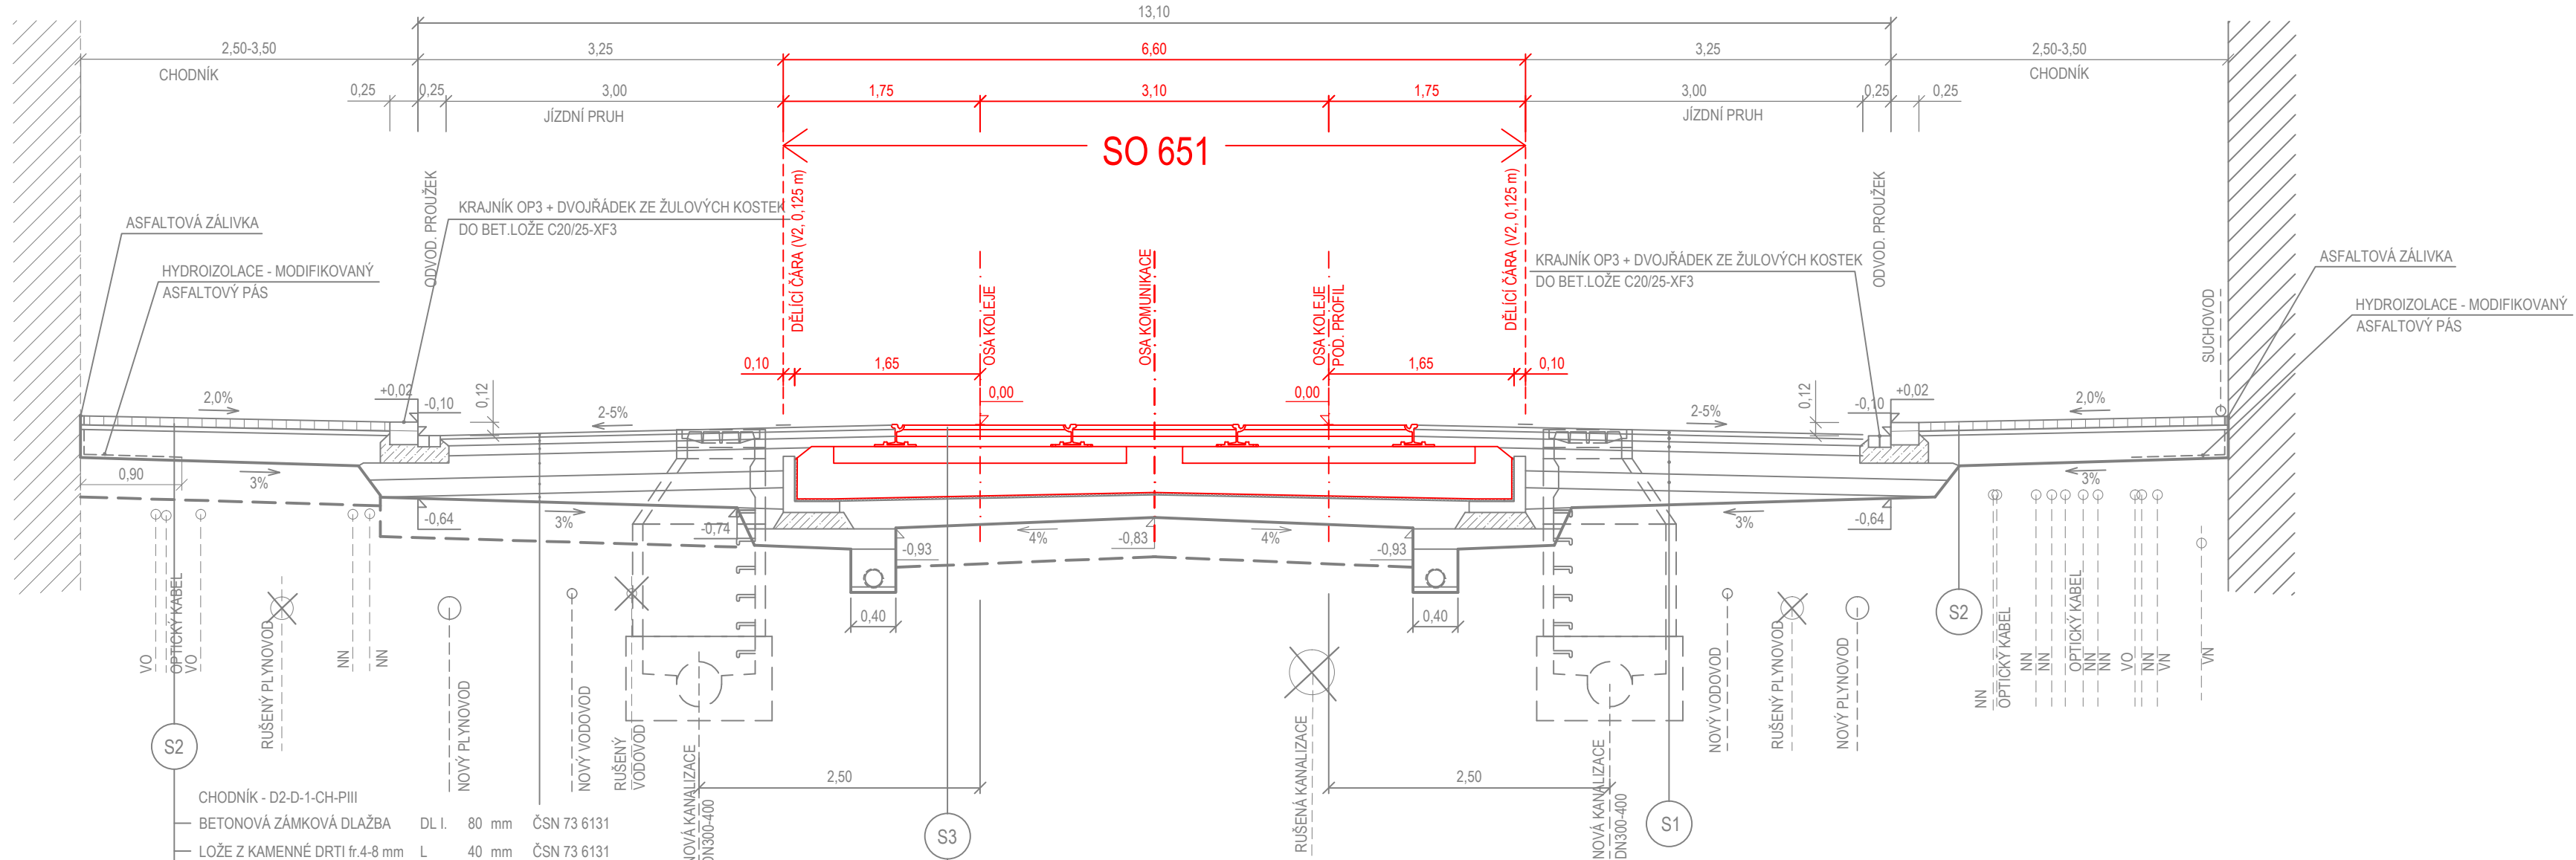 13,10
2,50-3,50
3,25
6,60
3,25
2,50-3,50
CHODNÍK
CHODNÍK
0,25
0,25
3,00
1,75
3,10
1,75
3,00
0,25
0,25
JÍZDNÍ PRUH
JÍZDNÍ PRUH
SO 651
ASFALTOVÁ ZÁLIVKA
HYDROIZOLACE - MODIFIKOVANÝ
ASFALTOVÝ PÁS
ODVOD. PROUŽEK
KRAJNÍK OP3 + DVOJŘÁDEK ZE ŽULOVÝCH KOSTEK
DO BET.LOŽE C20/25-XF3
DĚLÍCÍ ČÁRA (V2, 0,125 m)
OSA KOLEJE
OSA KOMUNIKACE
OSA KOLEJE
POD. PROFIL
DĚLÍCÍ ČÁRA (V2, 0,125 m)
KRAJNÍK OP3 + DVOJŘÁDEK ZE ŽULOVÝCH KOSTEK
DO BET.LOŽE C20/25-XF3
ODVOD. PROUŽEK
SUCHOVOD
ASFALTOVÁ ZÁLIVKA
HYDROIZOLACE - MODIFIKOVANÝ
ASFALTOVÝ PÁS
0,10
1,65
1,65
0,10
0,00
0,00
2,0%
+0,02
-0,10
0,12
2-5%
2-5%
0,12
-0,10
+0,02
2,0%
0,90
3%
-0,64
3%
-0,74
-0,93
4%
-0,83
4%
-0,93
3%
-0,64
3%
0,40
0,40
VO
OPTICKÝ KABEL
VO
RUŠENÝ PLYNOVOD
NN
NN
NOVÝ PLYNOVOD
NOVÝ VODOVOD
RUŠENÝ
VODOVOD
NOVÁ KANALIZACE
DN300-400
2,50
RUŠENÁ KANALIZACE
2,50
NOVÁ KANALIZACE
DN300-400
NOVÝ VODOVOD
RUŠENÝ PLYNOVOD
NOVÝ PLYNOVOD
NN
OPTICKÝ KABEL
NN
NN
OPTICKÝ KABEL
NN
NN
VO
NN
VN
VN
S2
S3
S1
S2
CHODNÍK - D2-D-1-CH-PIII
BETONOVÁ ZÁMKOVÁ DLAŽBA DL I. 80 mm ČSN 73 6131
LOŽE Z KAMENNÉ DRTI fr.4-8 mm L 40 mm ČSN 73 6131